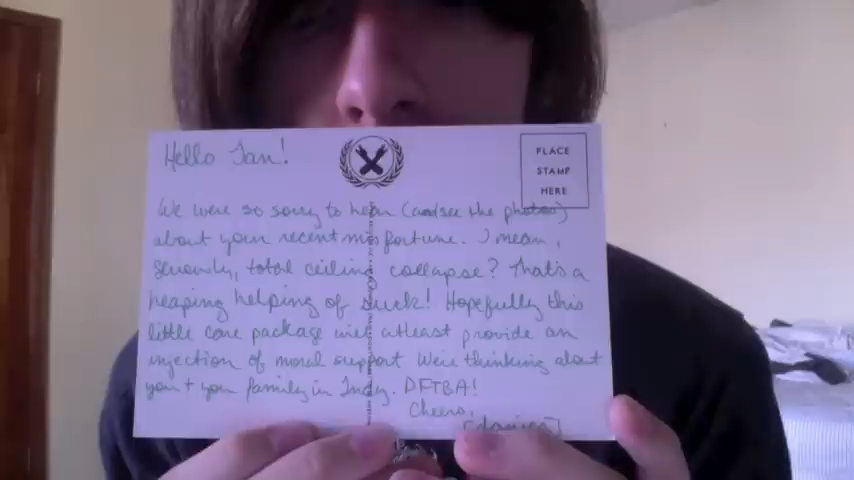 Hello Ian!
PLACE
STAMP
HERE
We were so sorry to hear (and see the photos)
about your recent misfortune. I mean,
seriously, total ceiling collapse? That's a
heaping helping of suck! Hopefully this
little care package will atleast provide an
injection of moral support. We're thinking about
you + your family in Indy. DFTBA!
Cheers,